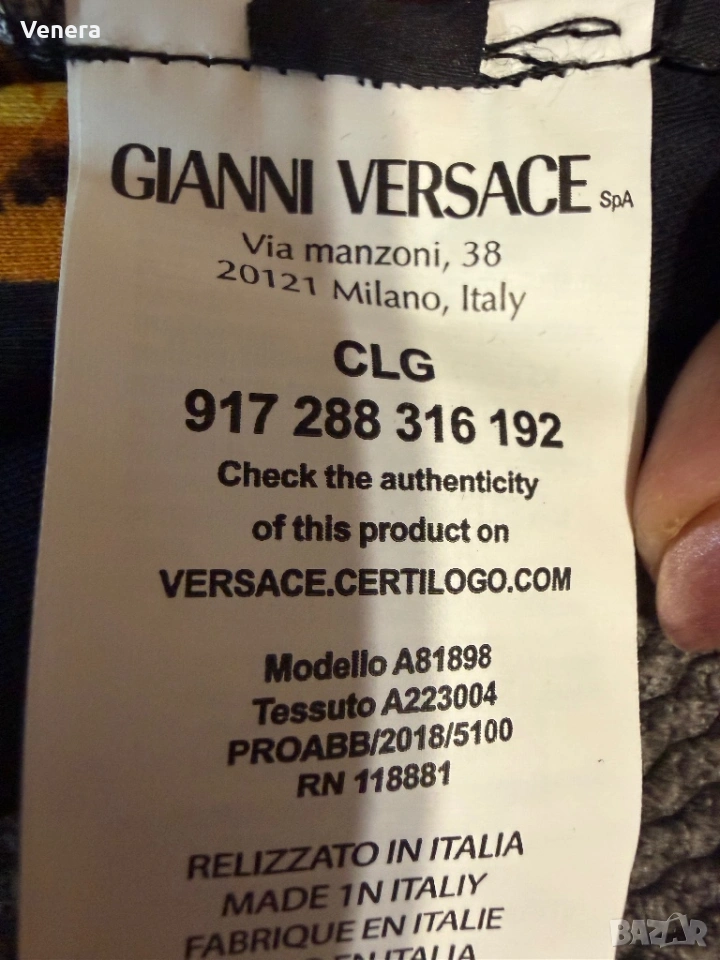 Venera
GIANNI VERSACE SpA
Via manzoni, 38
20121 Milano, Italy
CLG
917 288 316 192
Check the authenticity
of this product on
VERSACE.CERTILOGO.COM
Modello A81898
Tessuto A223004
PROABB/2018/5100
RN 118881
RELIZZATO IN ITALIA
MADE 1N ITALIY
FABRIQUE EN ITALIE
EN ITALIA
BAZAR